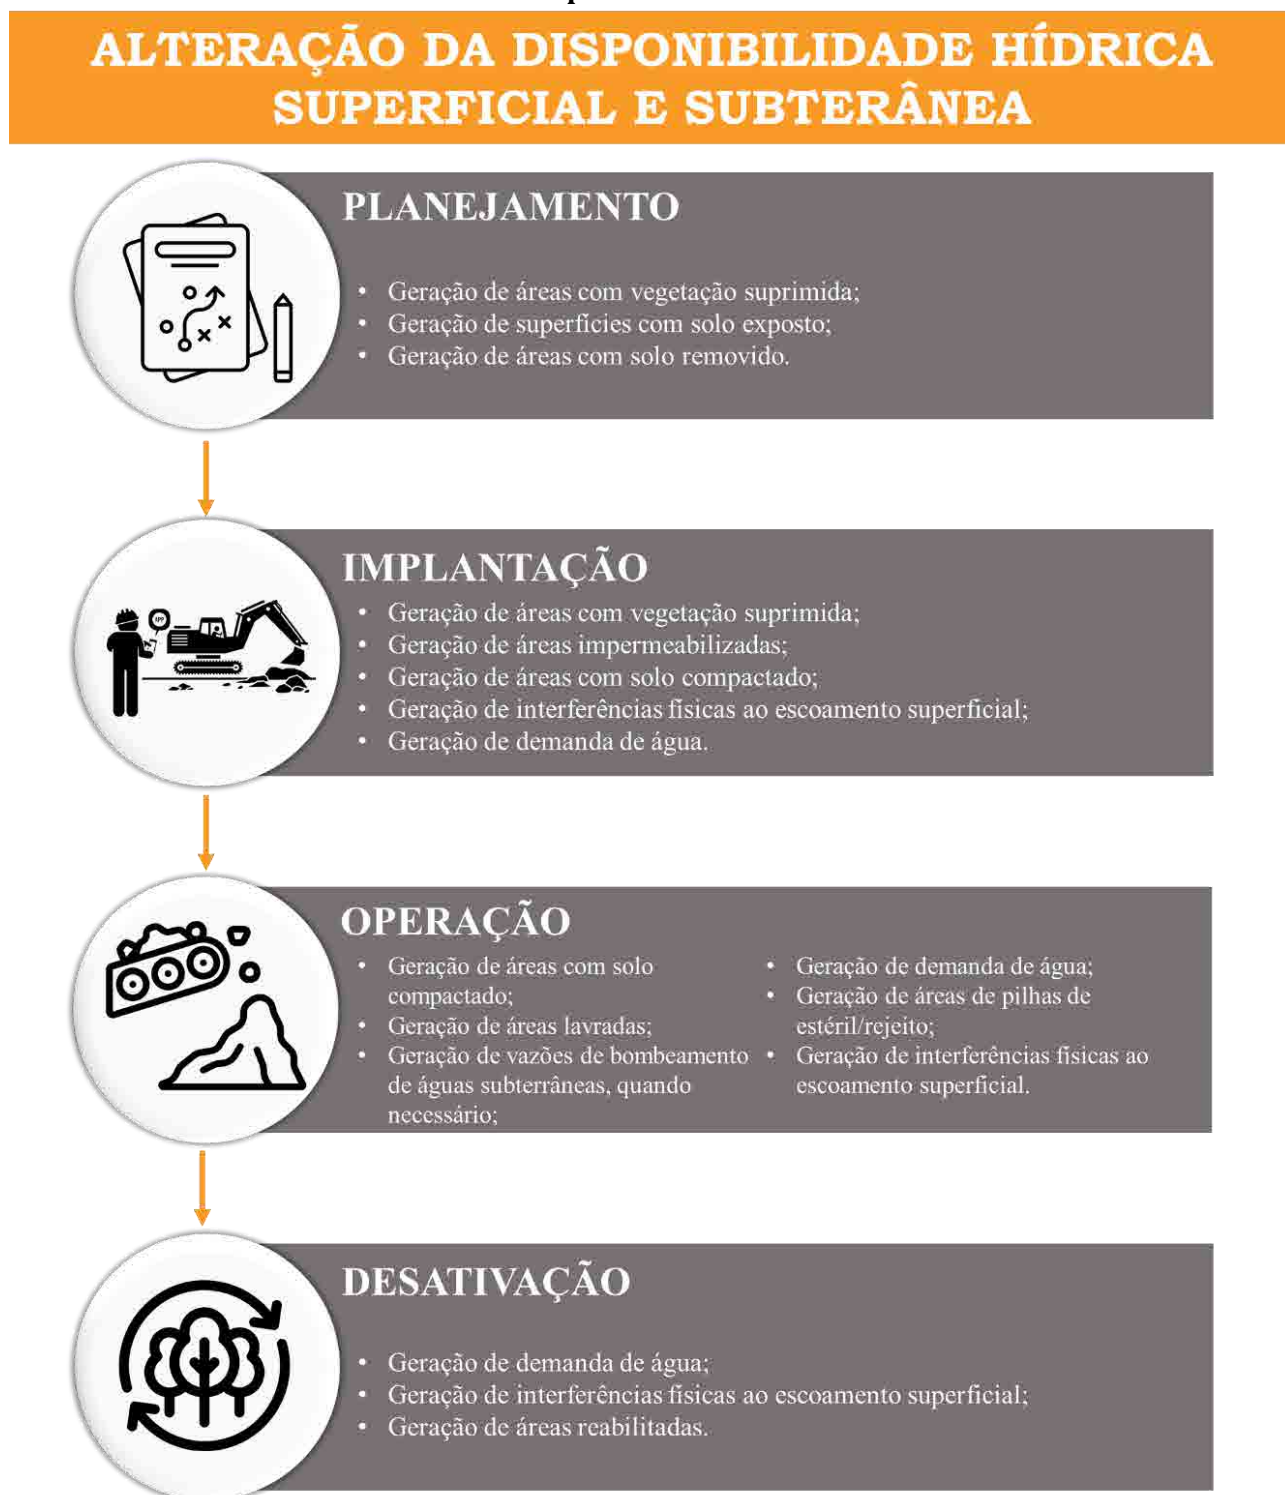 ALTERAÇÃO DA DISPONIBILIDADE HÍDRICA
SUPERFICIAL E SUBTERÂNEA
PLANEJAMENTO
• Geração de áreas com vegetação suprimida;
• Geração de superfícies com solo exposto;
• Geração de áreas com solo removido.
IMPLANTAÇÃO
• Geração de áreas com vegetação suprimida;
• Geração de áreas impermeabilizadas;
• Geração de áreas com solo compactado;
• Geração de interferências físicas ao escoamento superficial;
• Geração de demanda de água.
OPERAÇÃO
• Geração de áreas com solo
compactado;
• Geração de áreas lavradas;
• Geração de vazões de bombeamento
de águas subterrâneas, quando
necessário;
• Geração de demanda de água;
• Geração de áreas de pilhas de
estéril/rejeito;
• Geração de interferências físicas ao
escoamento superficial.
DESATIVAÇÃO
• Geração de demanda de água;
• Geração de interferências físicas ao escoamento superficial;
• Geração de áreas reabilitadas.